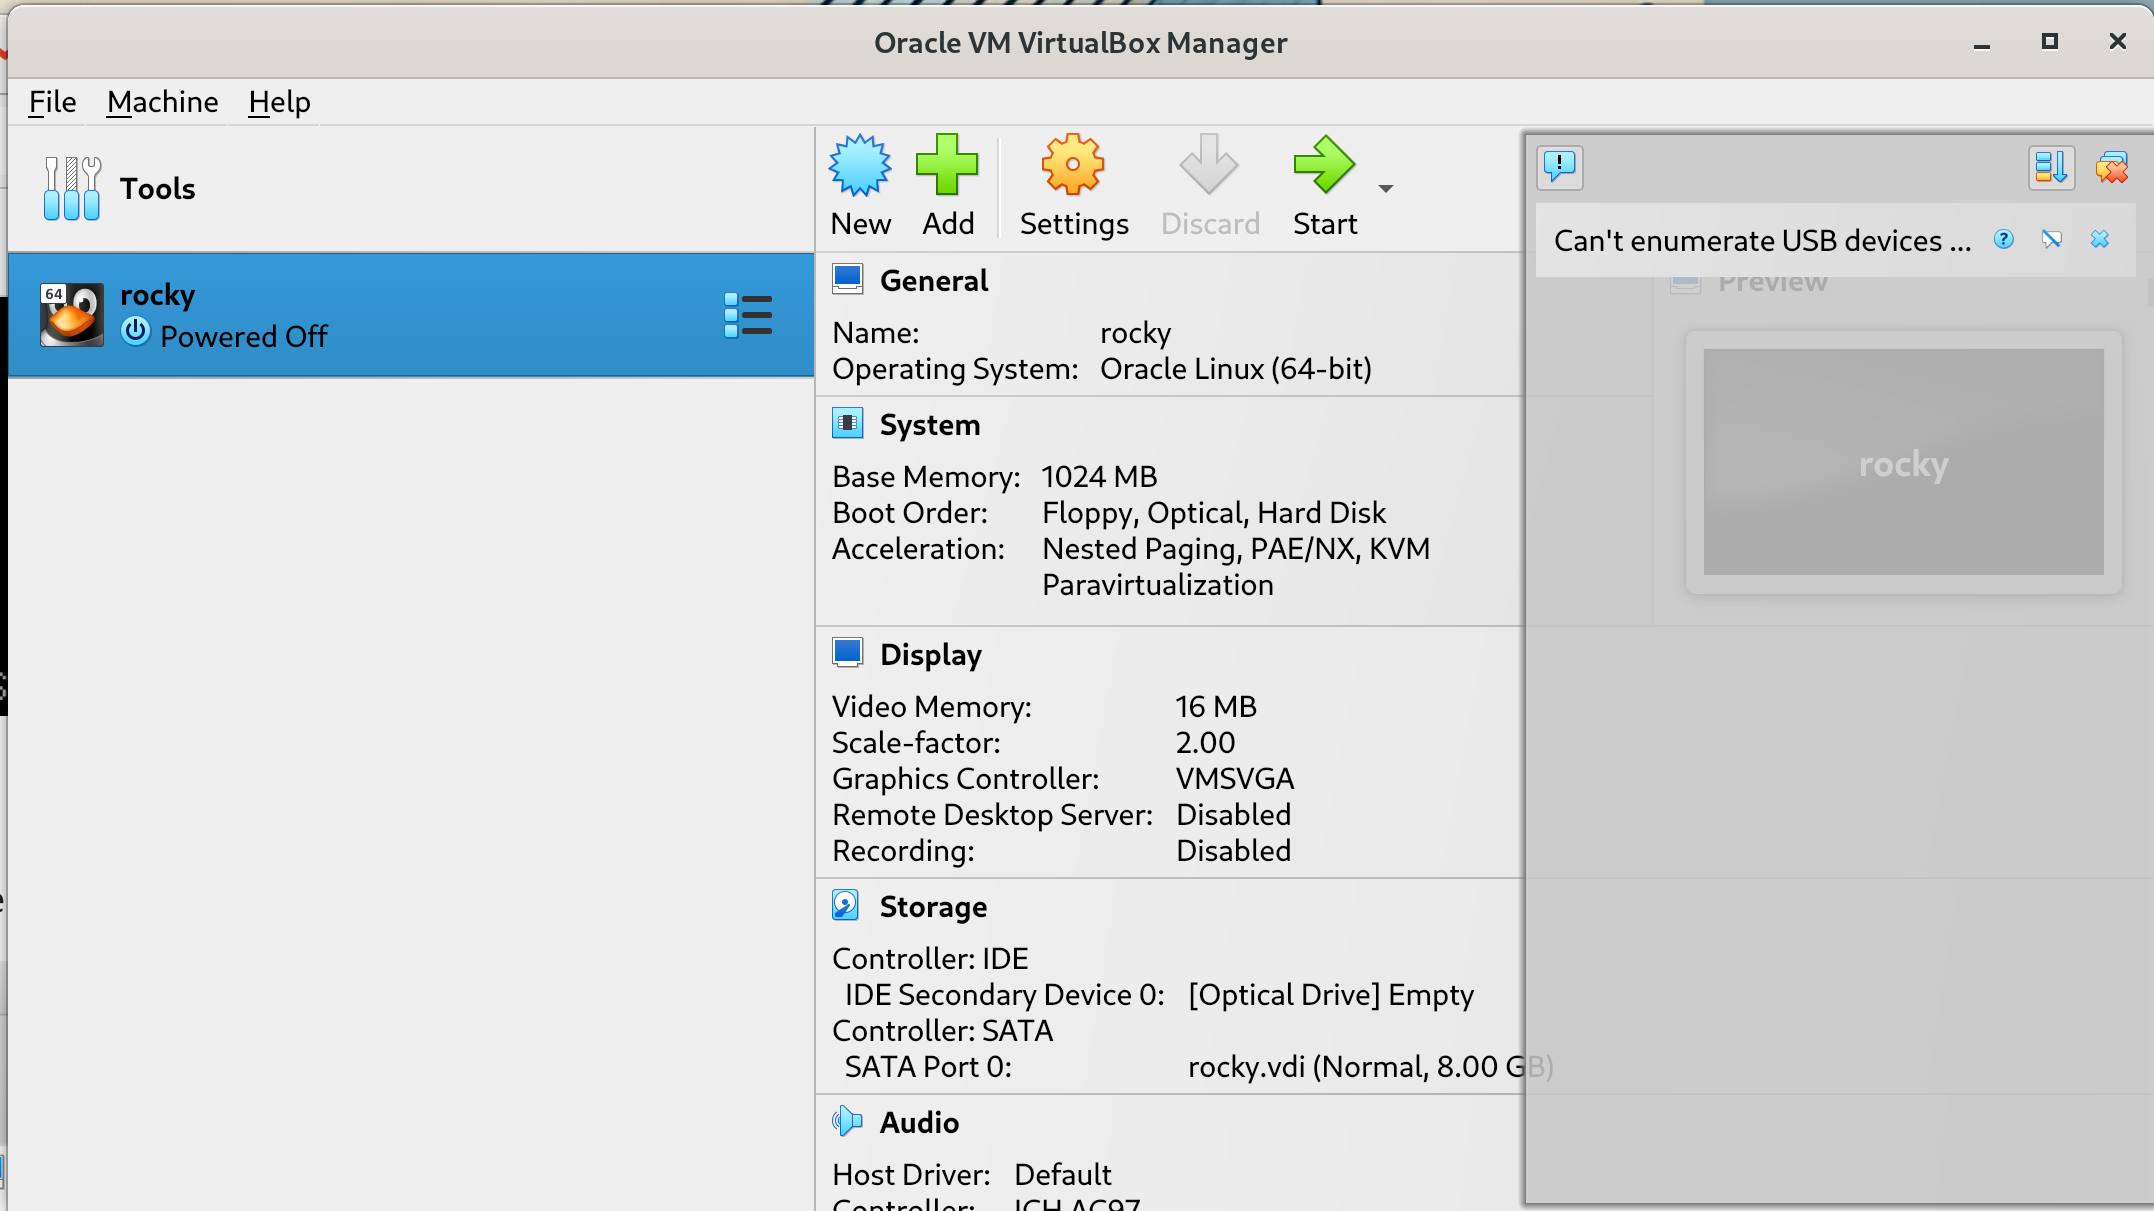 Oracle VM VirtualBox Manager
File Machine Help
Tools
New Add Settings Discard Start
64
rocky
Powered Off
Can't enumerate USB devices ...
General
Name: rocky
Operating System: Oracle Linux (64-bit)
Preview
rocky
System
Base Memory: 1024 MB
Boot Order: Floppy, Optical, Hard Disk
Acceleration: Nested Paging, PAE/NX, KVM
Paravirtualization
Display
Video Memory: 16 MB
Scale-factor: 2.00
Graphics Controller: VMSVGA
Remote Desktop Server: Disabled
Recording: Disabled
Storage
Controller: IDE
IDE Secondary Device 0: [Optical Drive] Empty
Controller: SATA
SATA Port 0: rocky.vdi (Normal, 8.00 GB)
Audio
Host Driver: Default
Controller: ICH AC97